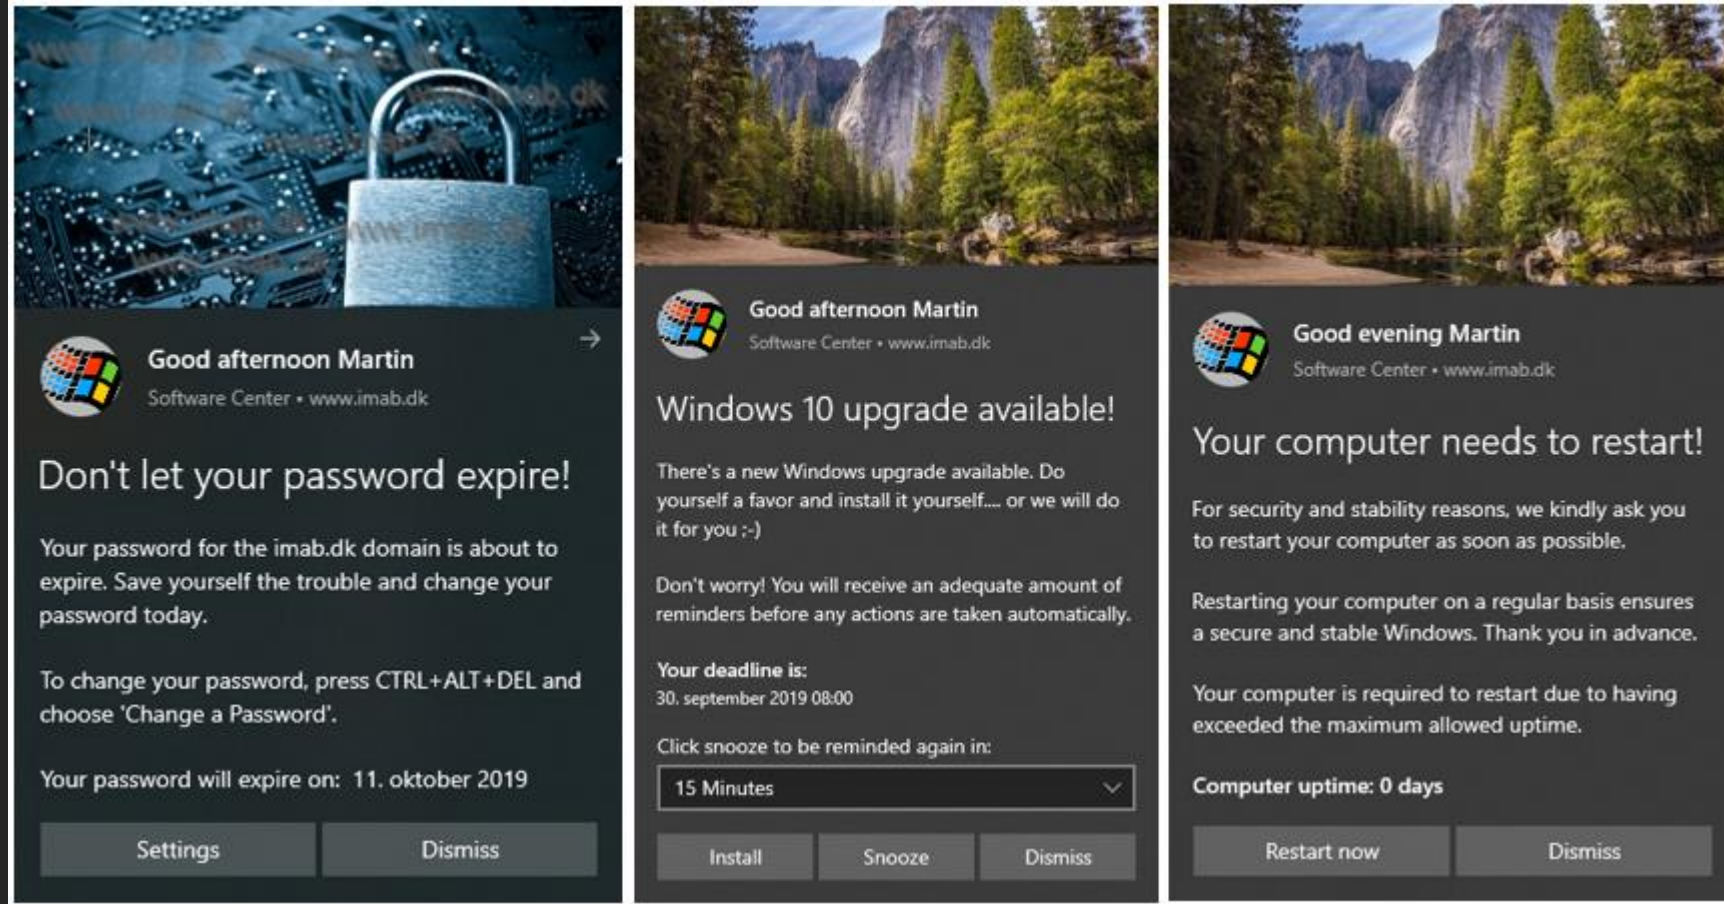 www.imab.dk
Good afternoon Martin
Software Center • www.imab.dk
Don't let your password expire!
Your password for the imab.dk domain is about to
expire. Save yourself the trouble and change your
password today.
To change your password, press CTRL+ALT+DEL and
choose 'Change a Password'.
Your password will expire on: 11. oktober 2019
Settings
Dismiss
Good afternoon Martin
Software Center • www.imab.dk
Windows 10 upgrade available!
There's a new Windows upgrade available. Do
yourself a favor and install it yourself.... or we will do
it for you ;-)
Don't worry! You will receive an adequate amount of
reminders before any actions are taken automatically.
Your deadline is:
30. september 2019 08:00
Click snooze to be reminded again in:
15 Minutes
Install
Snooze
Dismiss
Good evening Martin
Software Center • www.imab.dk
Your computer needs to restart!
For security and stability reasons, we kindly ask you
to restart your computer as soon as possible.
Restarting your computer on a regular basis ensures
a secure and stable Windows. Thank you in advance.
Your computer is required to restart due to having
exceeded the maximum allowed uptime.
Computer uptime: 0 days
Restart now
Dismiss